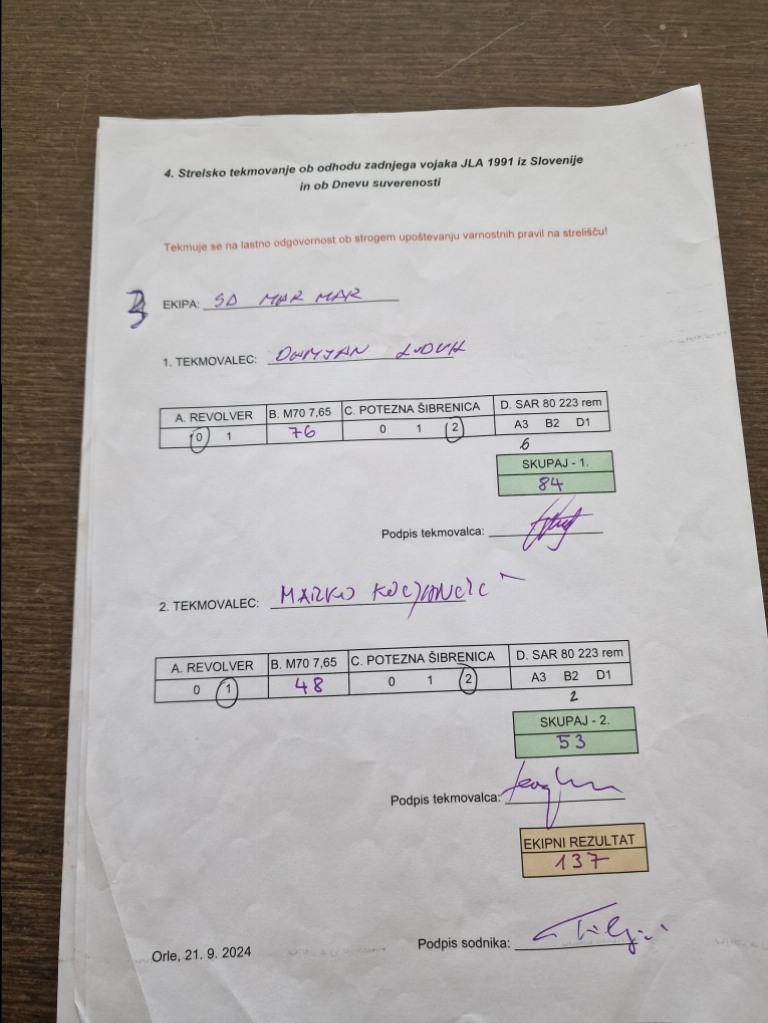 4. Strelsko tekmovanje ob odhodu zadnjega vojaka JLA 1991 iz Slovenije
in ob Dnevu suverenosti
Tekmuje se na lastno odgovornost ob strogem upoštevanju varnostnih pravil na strelišču!
3 EKIPA: SD MAR MAR
1. TEKMOVALEC: DAMJAN
A. REVOLVER B. M70 7,65 C. POTEZNA ŠIBRENICA D. SAR 80 223 rem
0 1 76 0 1 2 A3 B2 D1
6
SKUPAJ - 1.
84
Podpis tekmovalca:
2. TEKMOVALEC: MARKO KOCJANČIČ
A. REVOLVER B. M70 7,65 C. POTEZNA ŠIBRENICA D. SAR 80 223 rem
0 1 48 0 1 2 A3 B2 D1
2
SKUPAJ - 2.
53
Podpis tekmovalca:
EKIPNI REZULTAT
137
Orle, 21. 9. 2024 Podpis sodnika: